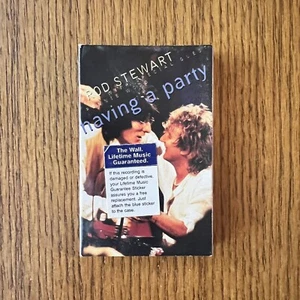 ROD STEWART
having a party
The Wall.
Lifetime Music
Guaranteed.
If this recording is
damaged or defective,
your Lifetime Music
Guarantee Sticker
assures you a free
replacement. Just
attach the blue sticker
to the case.